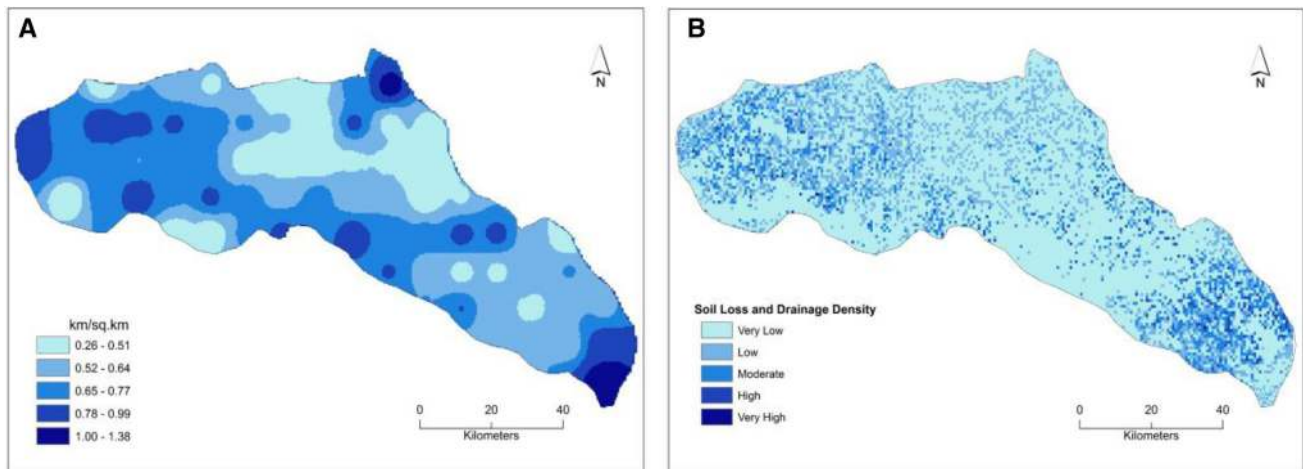 A
N
km/sq.km
0.26 - 0.51
0.52 - 0.64
0.65 - 0.77
0.78 - 0.99
1.00 - 1.38
0 20 40
Kilometers
B
N
Soil Loss and Drainage Density
Very Low
Low
Moderate
High
Very High
0 20 40
Kilometers